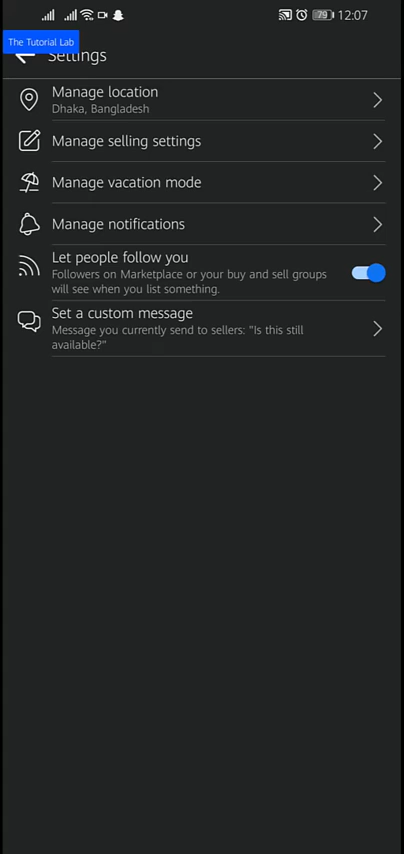 79 12:07
The Tutorial Lab
Settings
Manage location
Dhaka, Bangladesh
Manage selling settings
Manage vacation mode
Manage notifications
Let people follow you
Followers on Marketplace or your buy and sell groups
will see when you list something.
Set a custom message
Message you currently send to sellers: "Is this still
available?"